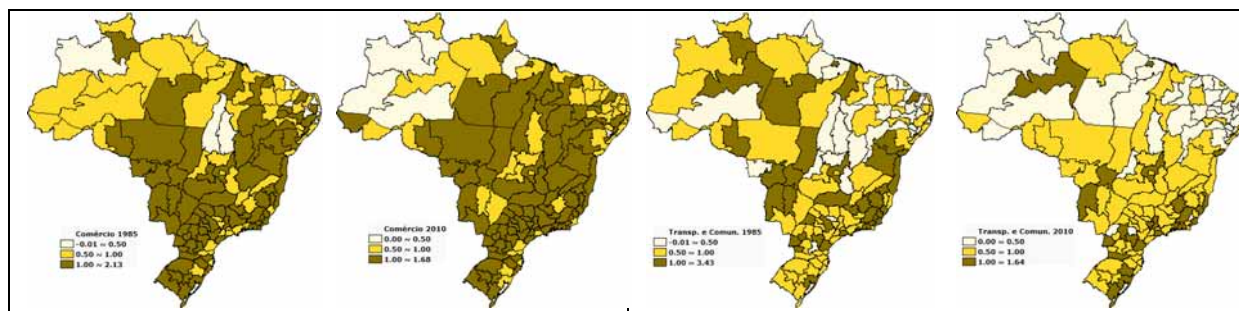 Comércio 1985
-0.01 ~ 0.50
0.50 ~ 1.00
1.00 ~ 2.13
Comércio 2010
0.00 ~ 0.50
0.50 ~ 1.00
1.00 ~ 1.68
Transp. e Comun. 1985
-0.01 ~ 0.50
0.50 ~ 1.00
1.00 ~ 3.43
Transp. e Comun. 2010
0.00 ~ 0.50
0.50 ~ 1.00
1.00 ~ 1.64